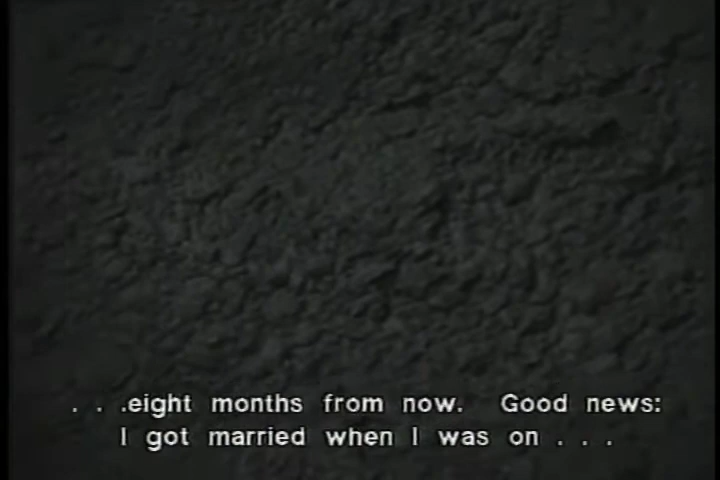 . . .eight months from now.  Good news:
I got married when I was on . . .